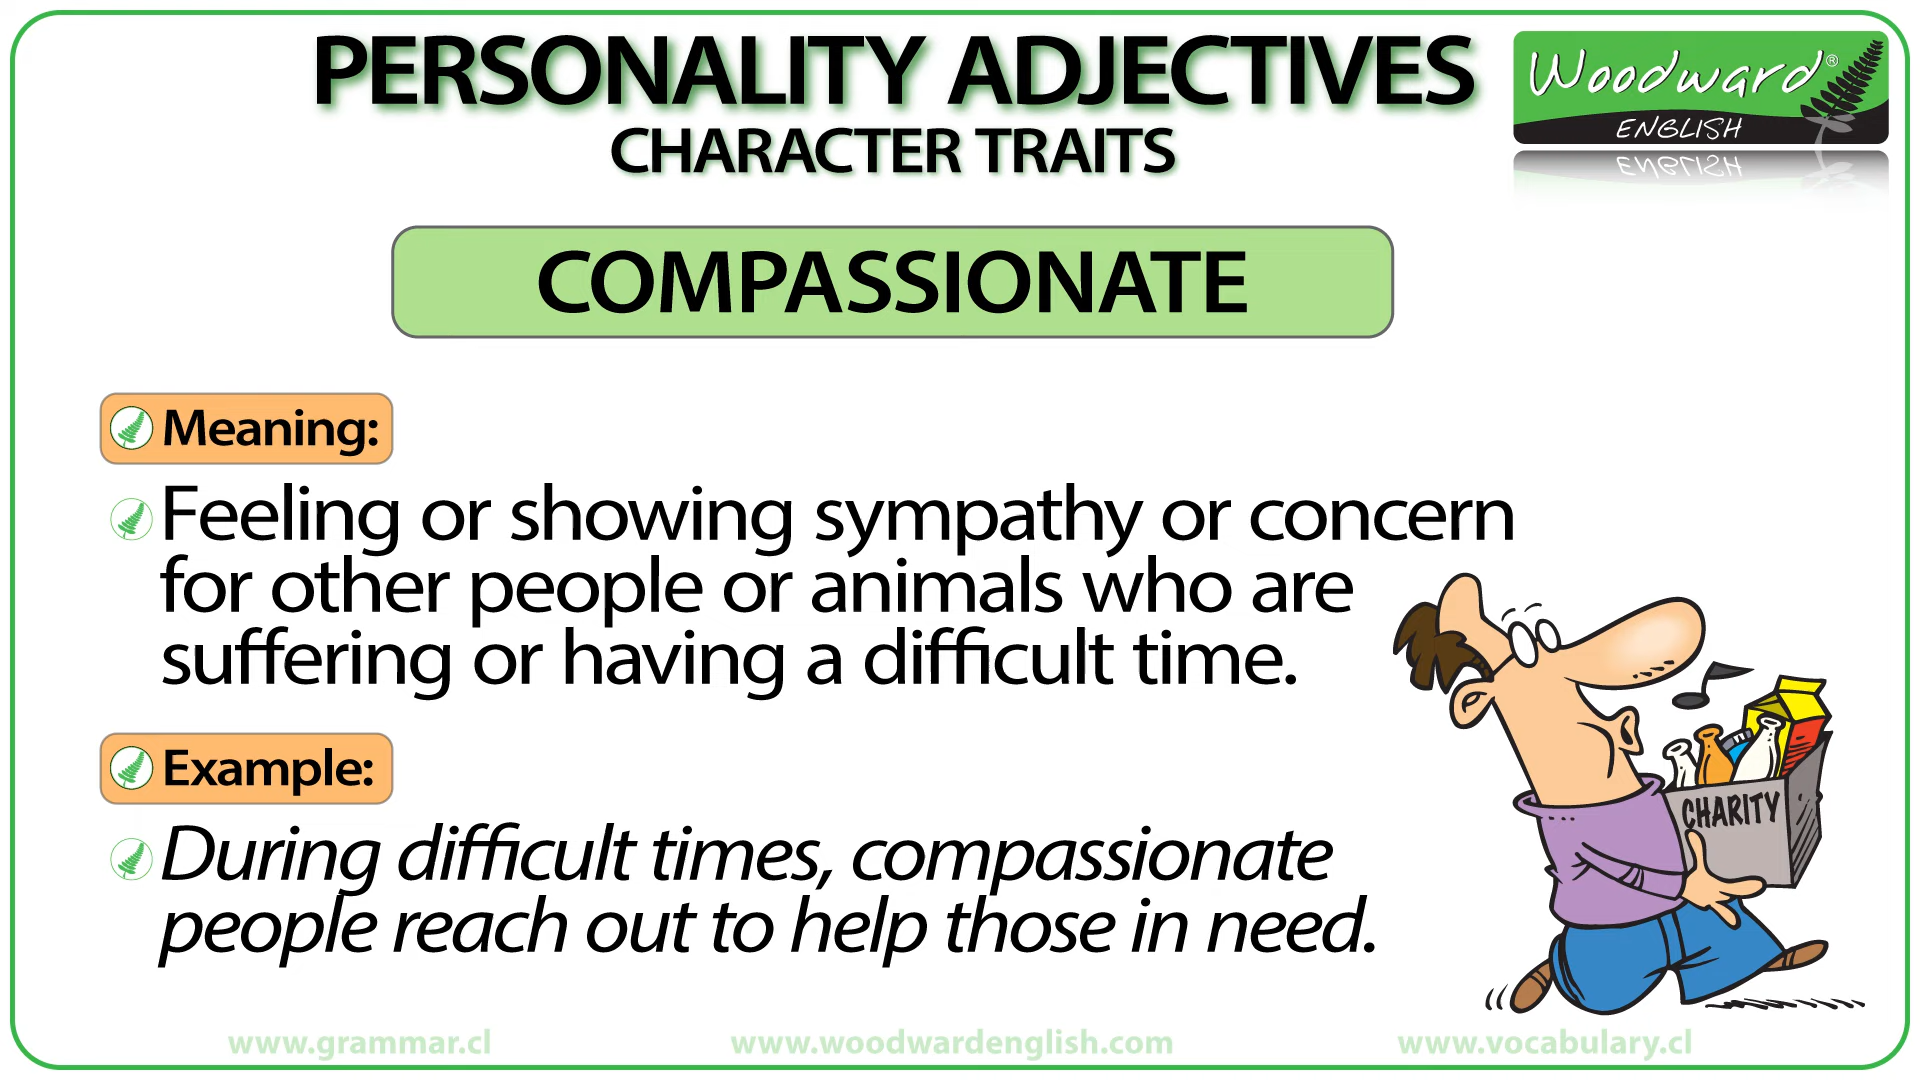 PERSONALITY ADJECTIVES
CHARACTER TRAITS
Woodward®
ENGLISH
COMPASSIONATE
Meaning:
Feeling or showing sympathy or concern
for other people or animals who are
suffering or having a difficult time.
CHARITY
Example:
During difficult times, compassionate
people reach out to help those in need.
www.grammar.cl
www.woodwardenglish.com
www.vocabulary.cl